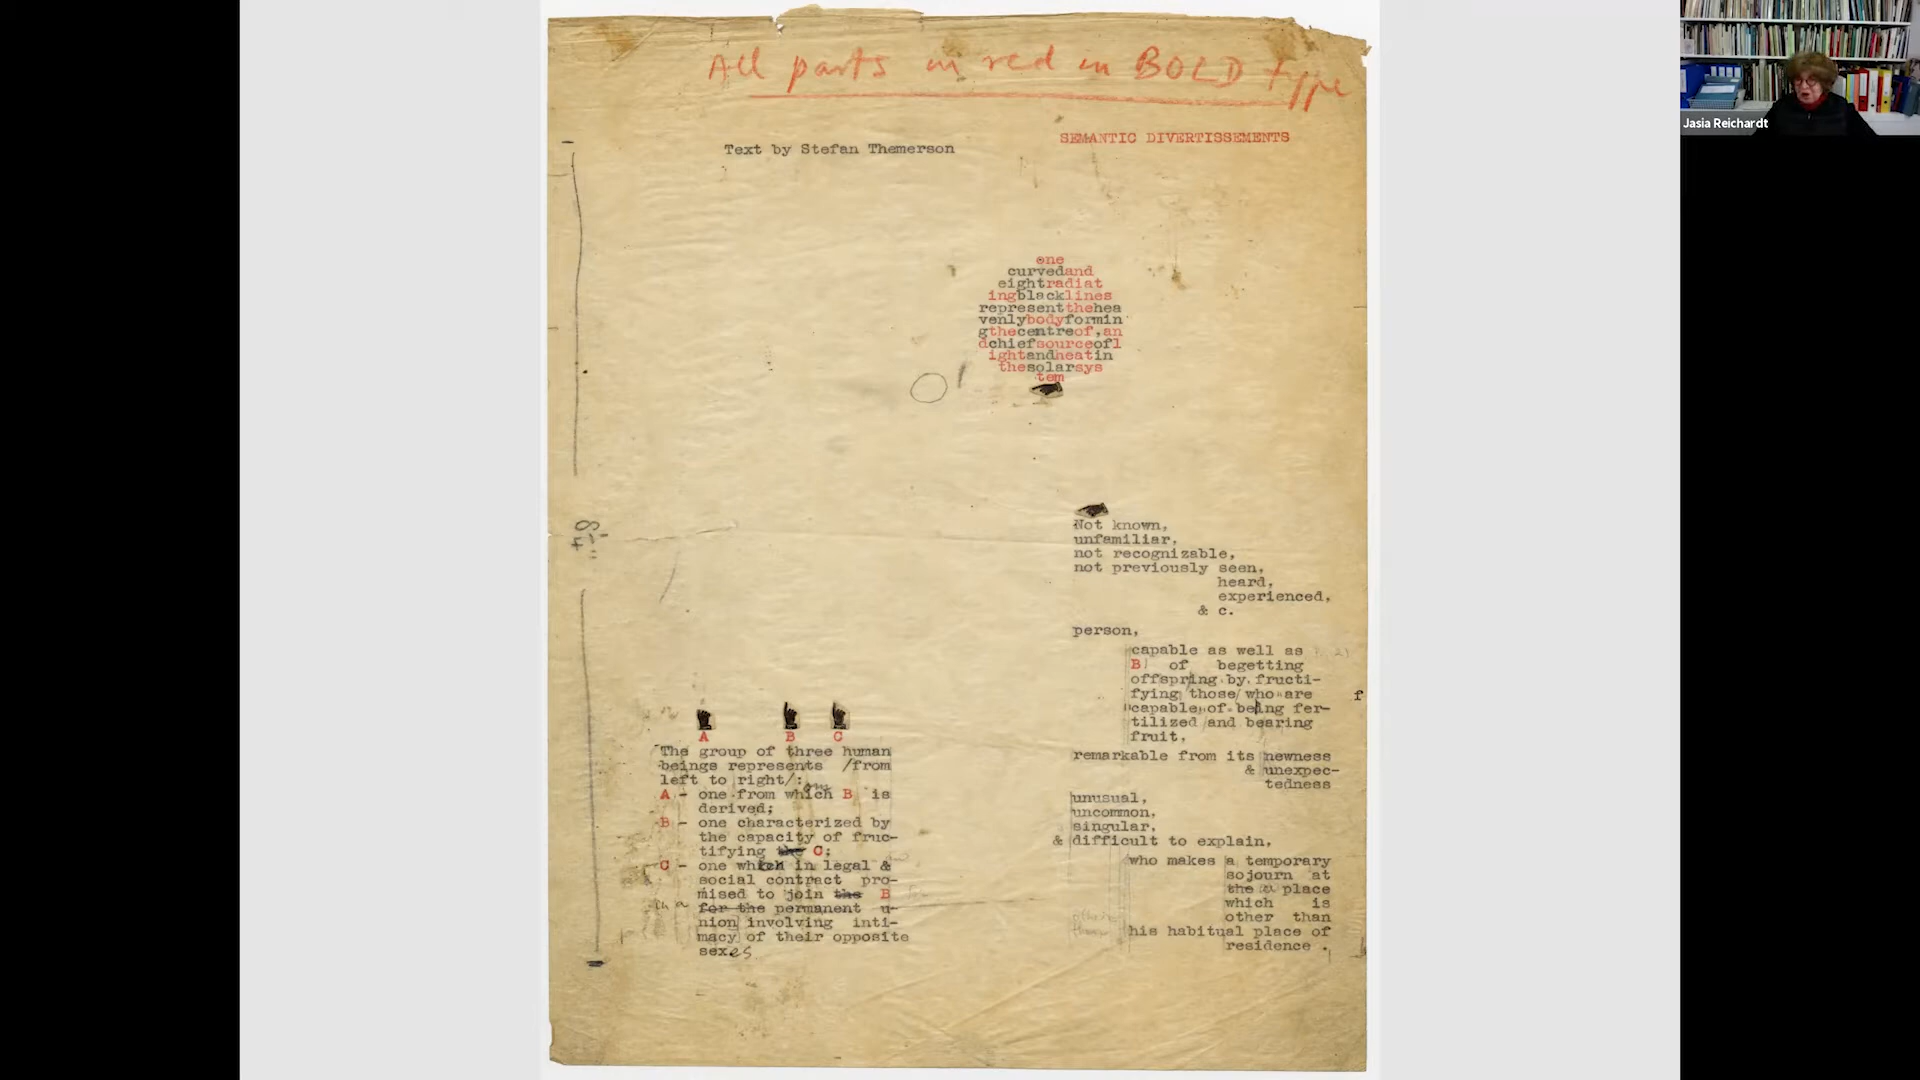 All parts in red in BOLD type
SEMANTIC DIVERTISSEMENTS
Text by Stefan Themerson
one
curvedand
eightradiat
ingblacklines
representthehea
venlybodyformin
gthecentreof,an
dchiefsourceofl
ightandheatin
thesolarsys
tem
Not known,
unfamiliar,
not recognizable,
not previously seen,
heard,
experienced,
& c.
person,
capable as well as
B of begetting
offspring by fructi-
fying those who are
capable of being fer-
tilized and bearing
fruit,
remarkable from its newness
& unexpec-
tedness
unusual,
uncommon,
singular,
& difficult to explain,
who makes a temporary
sojourn at
the place
which is
other than
his habitual place of
residence .
f
A B C
The group of three human
beings represents /from
left to right/:
A - one from which B is
derived;
B - one characterized by
the capacity of fruc-
tifying the C;
C - one which in legal &
social contract pro-
mised to join the B
in a for the permanent u-
nion involving inti-
macy of their opposite
sexes
Jasia Reichardt